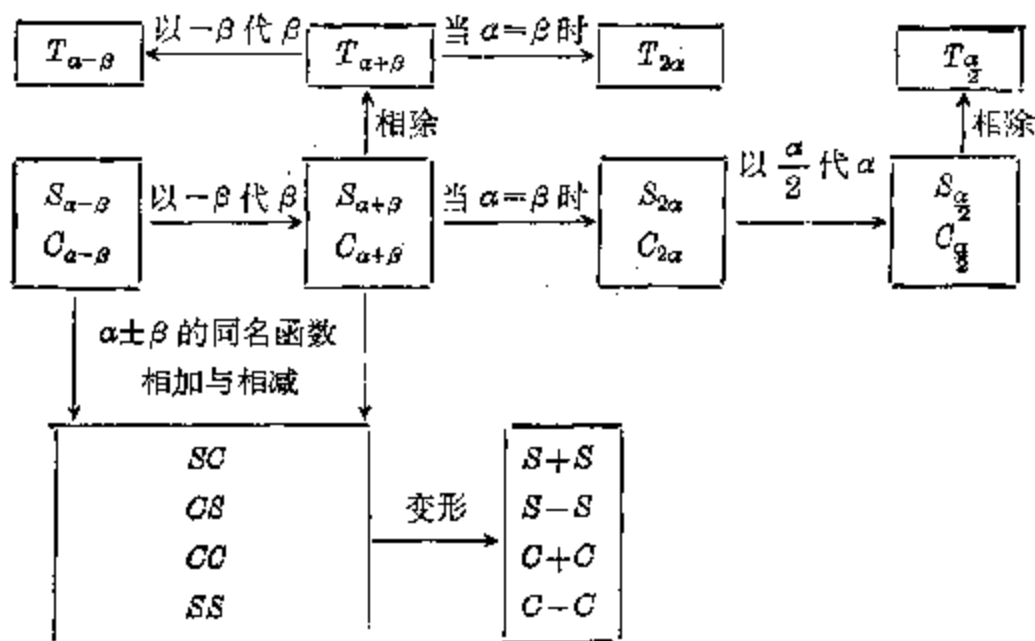 T_{α−β} 以−β代β T_{α+β} 当α=β时 T_{2α} T_{α/2}
相除 相除
S_{α−β} 以−β代β S_{α+β} 当α=β时 S_{2α} 以 α/2 代α S_{α/2}
C_{α−β} C_{α+β} C_{2α} C_{α/2}
α±β的同名函数
相加与相减
SC S+S
CS 变形 S−S
CC C+C
SS C−C